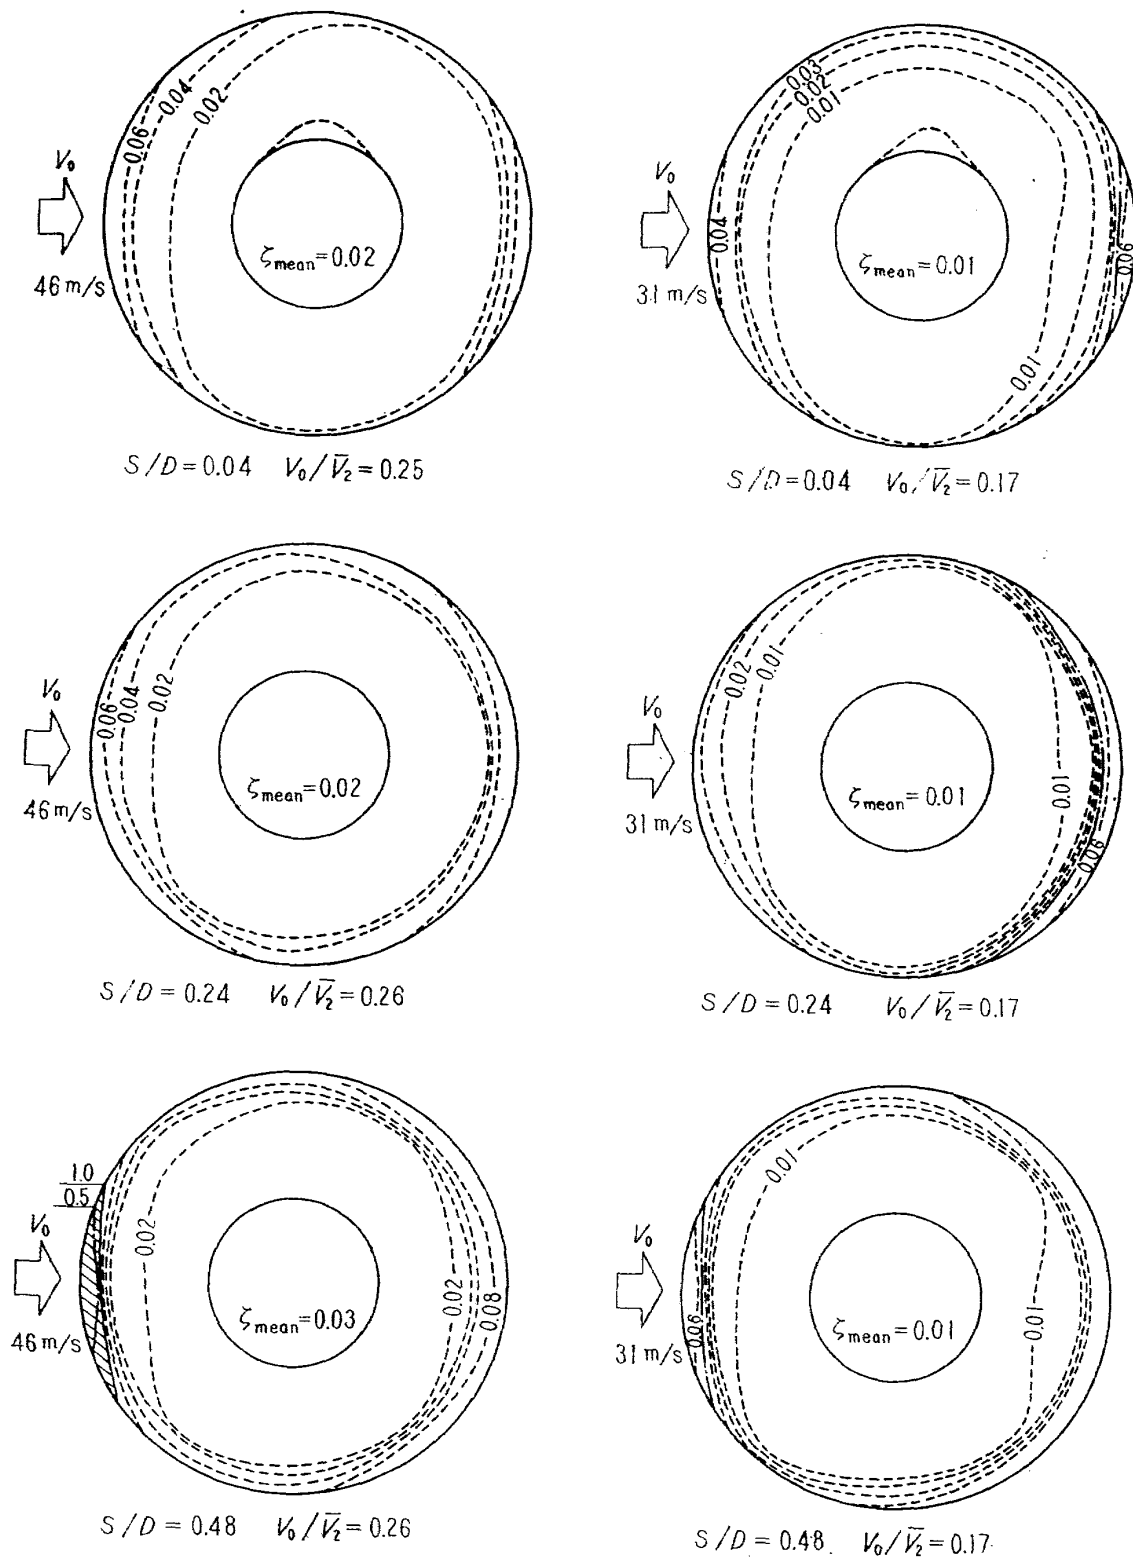 0.06
0.04
0.02
V₀
46 m/s
ζmean=0.02
S/D=0.04 V₀/V̅₂=0.25
0.03
0.02
0.01
V₀
0.04
31 m/s
ζmean=0.01
0.06
0.01
S/D=0.04 V₀/V̅₂=0.17
V₀
0.06
0.04
0.02
46 m/s
ζmean=0.02
S/D=0.24 V₀/V̅₂=0.26
V₀
0.02
0.01
31 m/s
ζmean=0.01
0.01
0.06
S/D=0.24 V₀/V̅₂=0.17
1.0
0.5
V₀
0.02
46 m/s
ζmean=0.03
0.02
0.08
S/D=0.48 V₀/V̅₂=0.26
0.01
V₀
0.06
31 m/s
ζmean=0.01
0.01
S/D=0.48 V₀/V̅₂=0.17